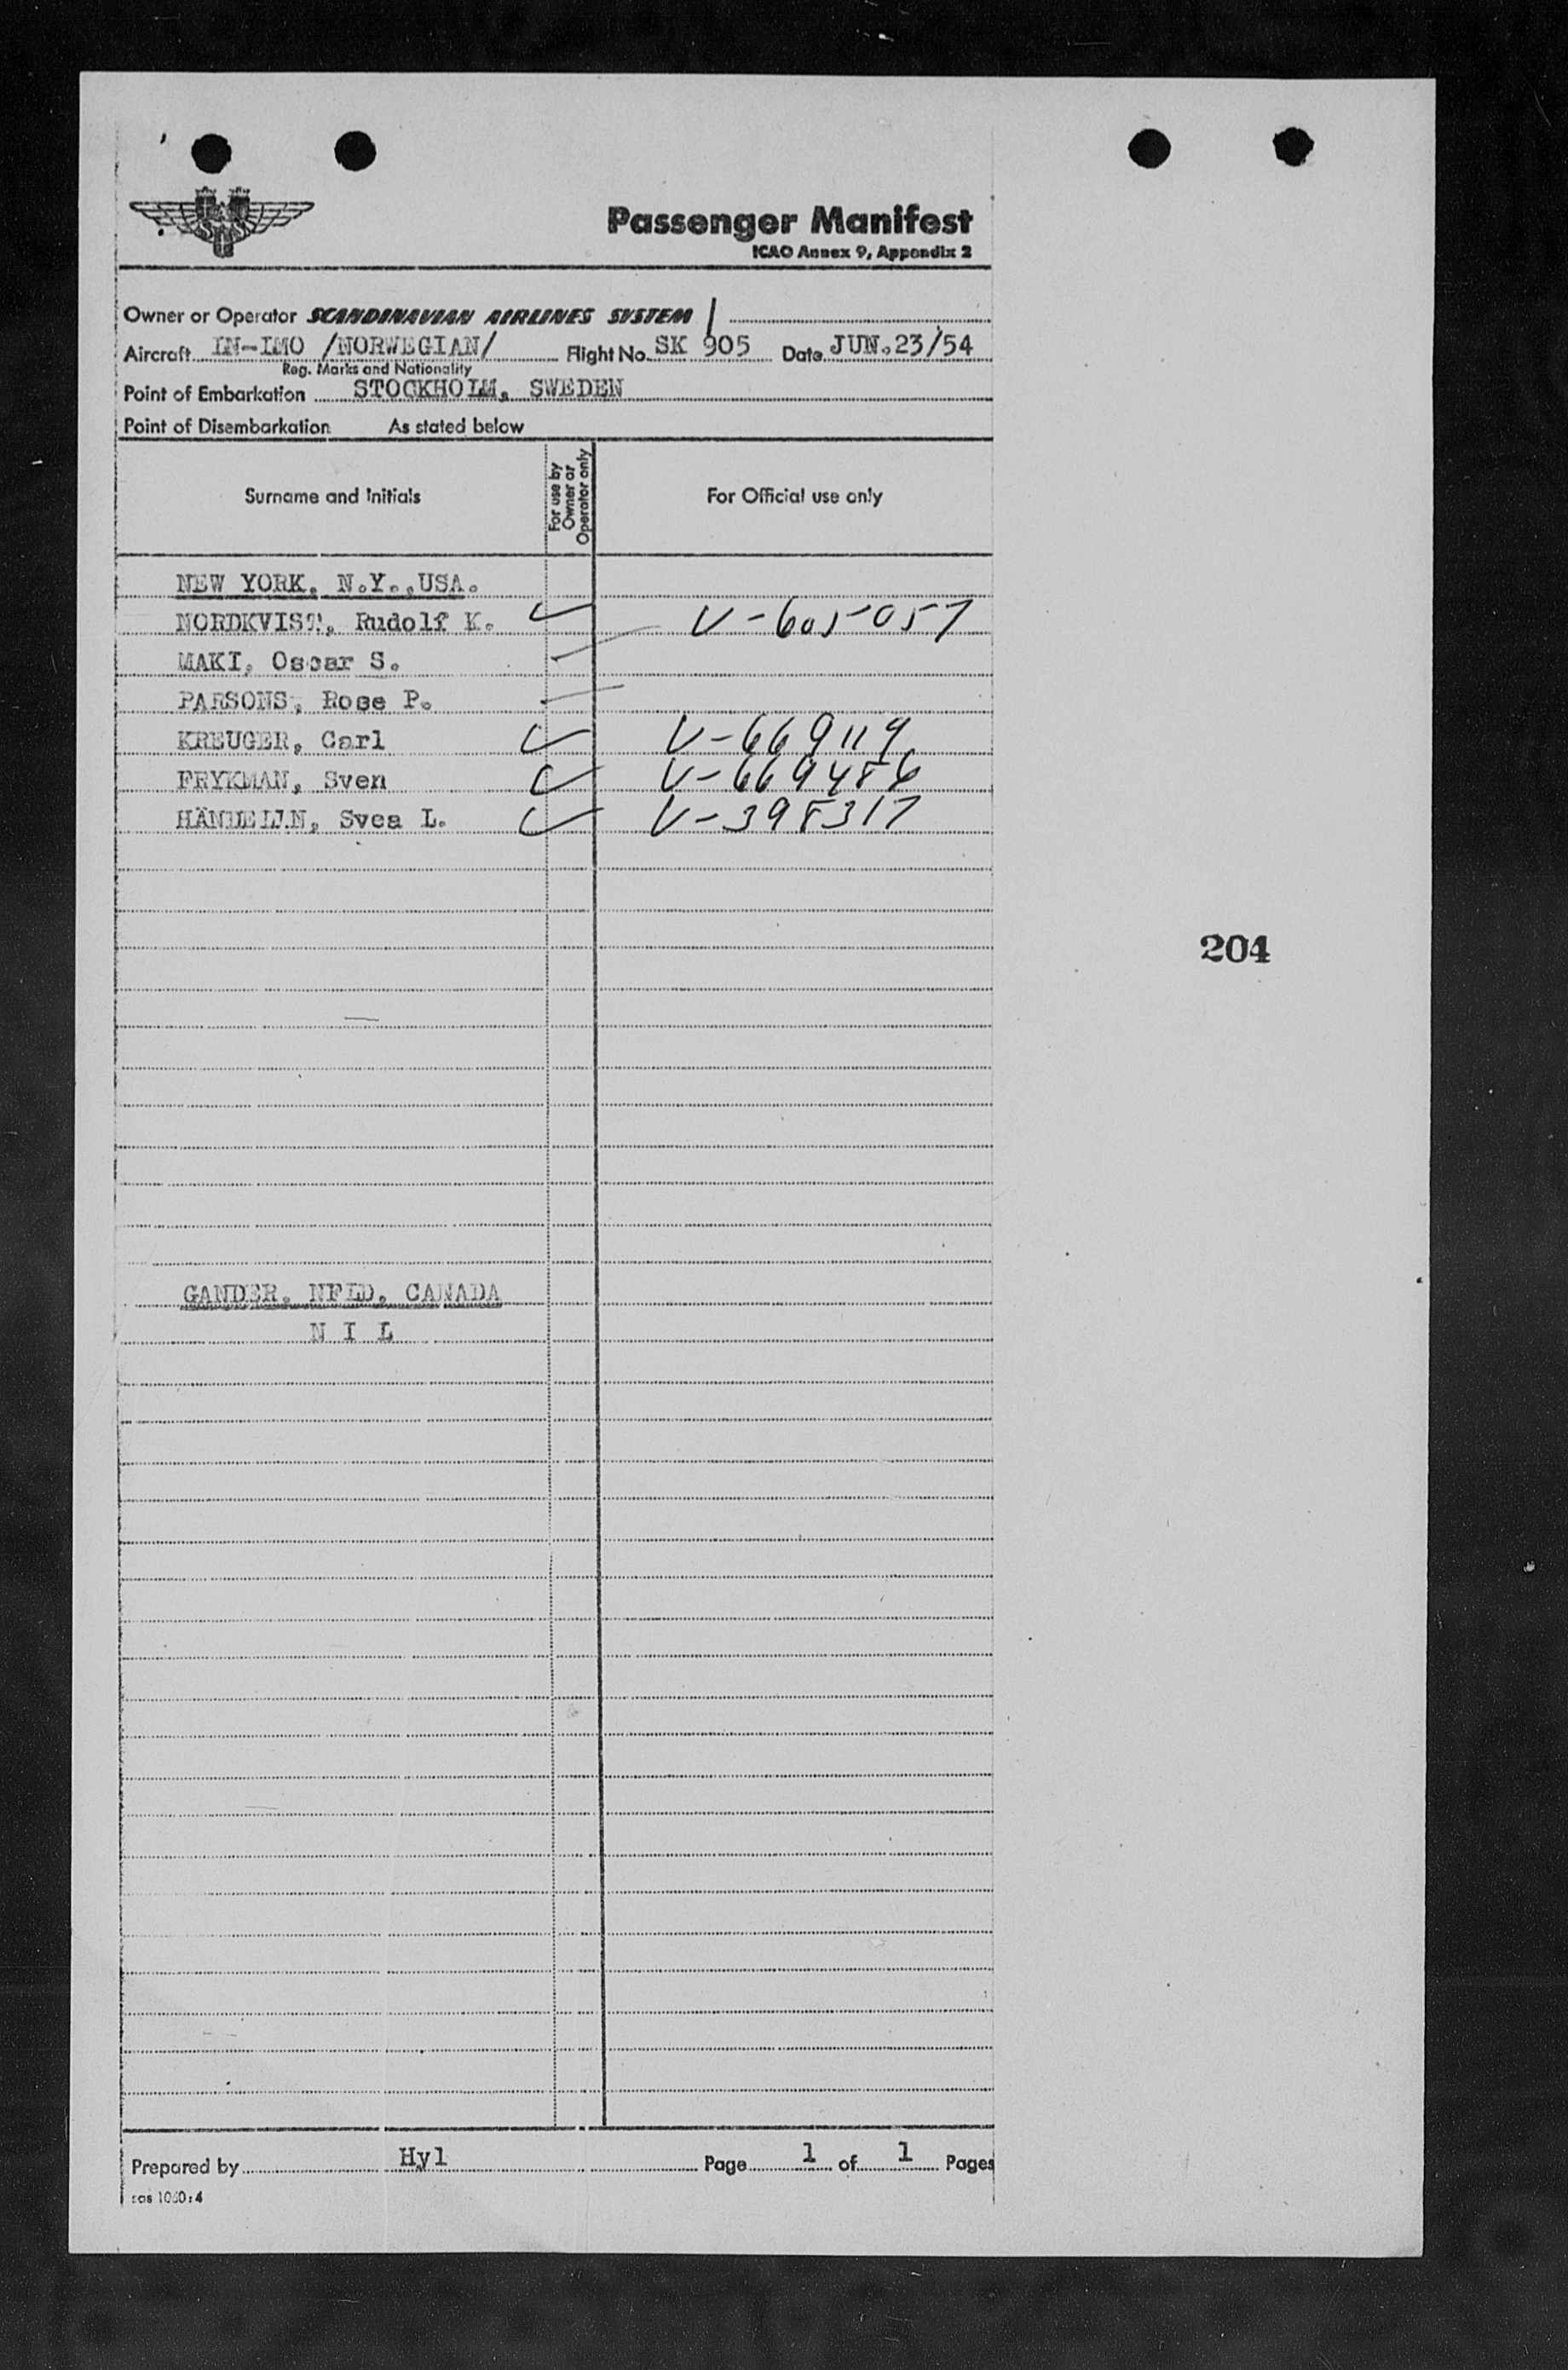 Passenger Manifest
ICAO Annex 9, Appendix 2
Owner or Operator SCANDINAVIAN AIRLINES SYSTEM
Aircraft LN-LMO /NORWEGIAN/ Flight No. SK 905 Date JUN.23/54
Reg. Marks and Nationality
Point of Embarkation STOCKHOLM, SWEDEN
Point of Disembarkation As stated below
Surname and Initials For use by Owner or Operator only For Official use only
NEW YORK, N.Y.,USA.
NORDKVIST, Rudolf K. V-605057
MAKI, Oscar S.
PARSONS, Rose P.
KREUGER, Carl V-669119
FRYKMAN, Sven V-669486
Svea L. V-398317
204
GANDER, NFLD, CANADA
N I L
Prepared by Hyl Page 1 of 1 Pages